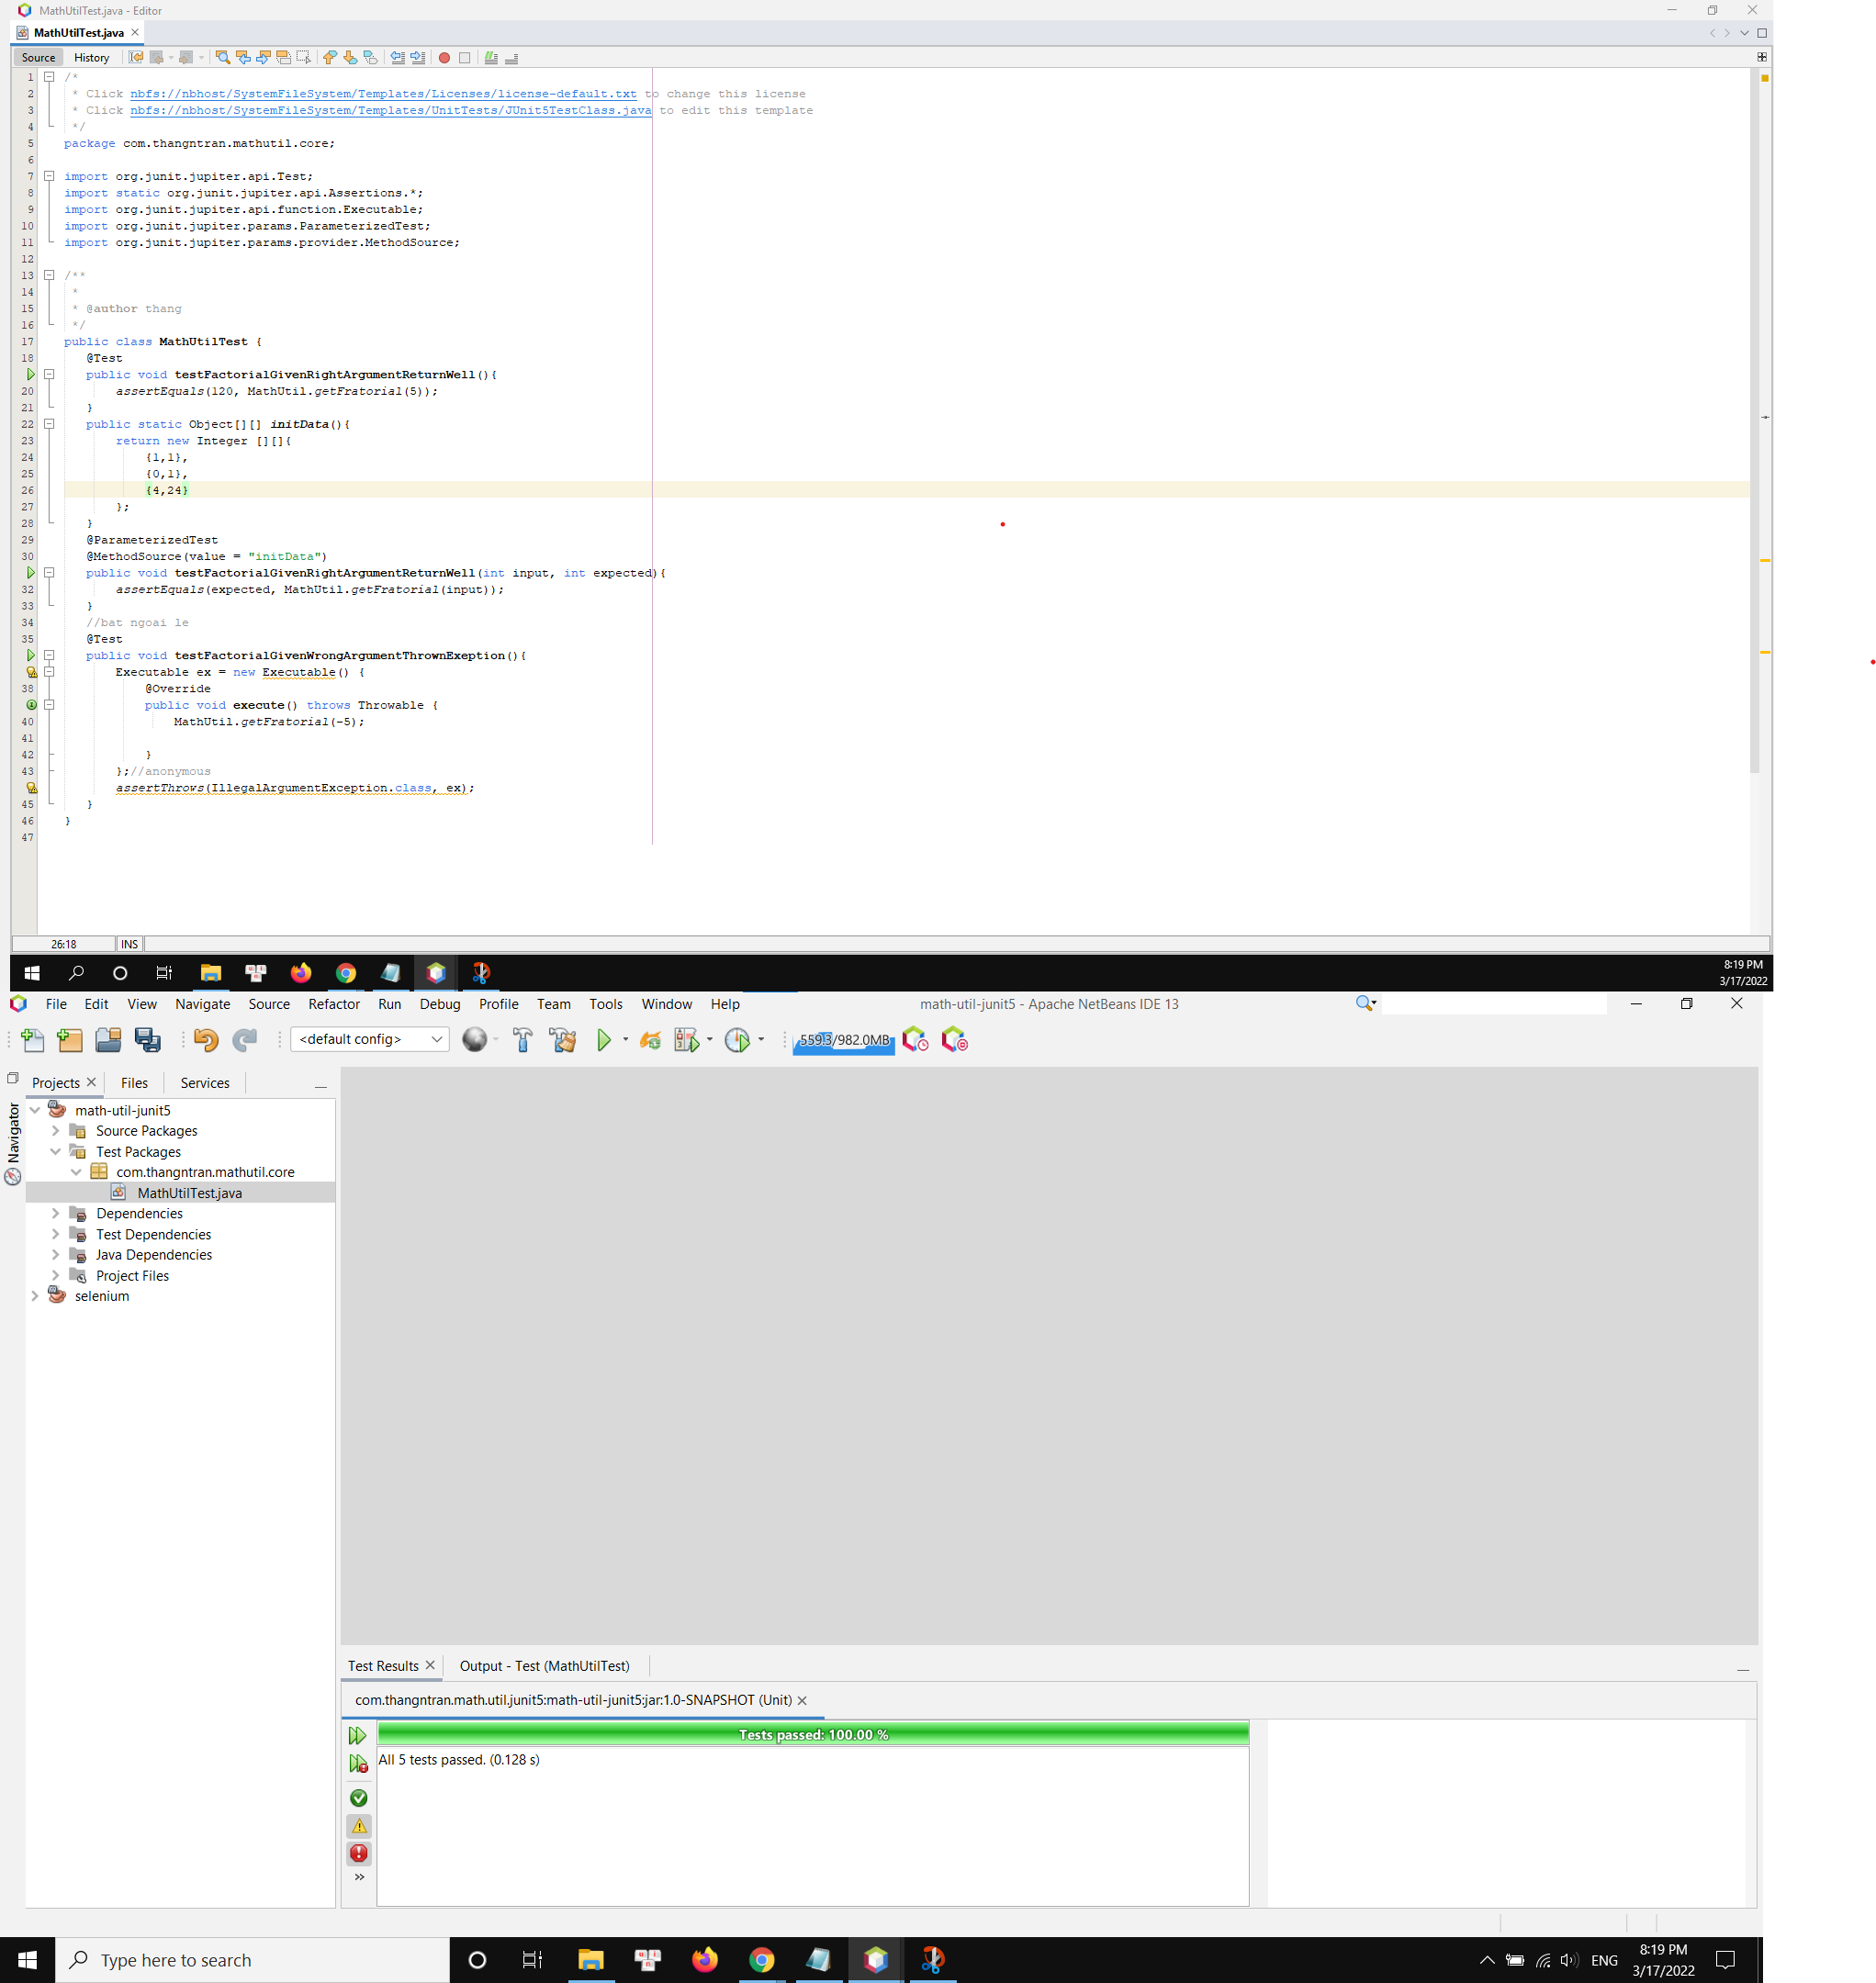 MathUtilTest.java - Editor
MathUtilTest.java
Source History
1 /*
2 * Click nbfs://nbhost/SystemFileSystem/Templates/Licenses/license-default.txt to change this license
3 * Click nbfs://nbhost/SystemFileSystem/Templates/UnitTests/JUnit5TestClass.java to edit this template
4 */
5 package com.thangntran.mathutil.core;
6
7 import org.junit.jupiter.api.Test;
8 import static org.junit.jupiter.api.Assertions.*;
9 import org.junit.jupiter.api.function.Executable;
10 import org.junit.jupiter.params.ParameterizedTest;
11 import org.junit.jupiter.params.provider.MethodSource;
12
13 /**
14 *
15 * @author thang
16 */
17 public class MathUtilTest {
18 @Test
public void testFactorialGivenRightArgumentReturnWell(){
20 assertEquals(120, MathUtil.getFratorial(5));
21 }
22 public static Object[][] initData(){
23 return new Integer [][]{
24 {1,1},
25 {0,1},
26 {4,24}
27 };
28 }
29 @ParameterizedTest
30 @MethodSource(value = "initData")
public void testFactorialGivenRightArgumentReturnWell(int input, int expected){
32 assertEquals(expected, MathUtil.getFratorial(input));
33 }
34 //bat ngoai le
35 @Test
public void testFactorialGivenWrongArgumentThrownExeption(){
Executable ex = new Executable() {
38 @Override
public void execute() throws Throwable {
40 MathUtil.getFratorial(-5);
41
42 }
43 };//anonymous
assertThrows(IllegalArgumentException.class, ex);
45 }
46 }
47
26:18 INS
8:19 PM
3/17/2022
File Edit View Navigate Source Refactor Run Debug Profile Team Tools Window Help math-util-junit5 - Apache NetBeans IDE 13
<default config> 559.3/982.0MB
Projects Files Services
Navigator
math-util-junit5
Source Packages
Test Packages
com.thangntran.mathutil.core
MathUtilTest.java
Dependencies
Test Dependencies
Java Dependencies
Project Files
selenium
Test Results Output - Test (MathUtilTest)
com.thangntran.math.util.junit5:math-util-junit5:jar:1.0-SNAPSHOT (Unit)
Tests passed: 100.00 %
All 5 tests passed. (0.128 s)
Type here to search
ENG
8:19 PM
3/17/2022